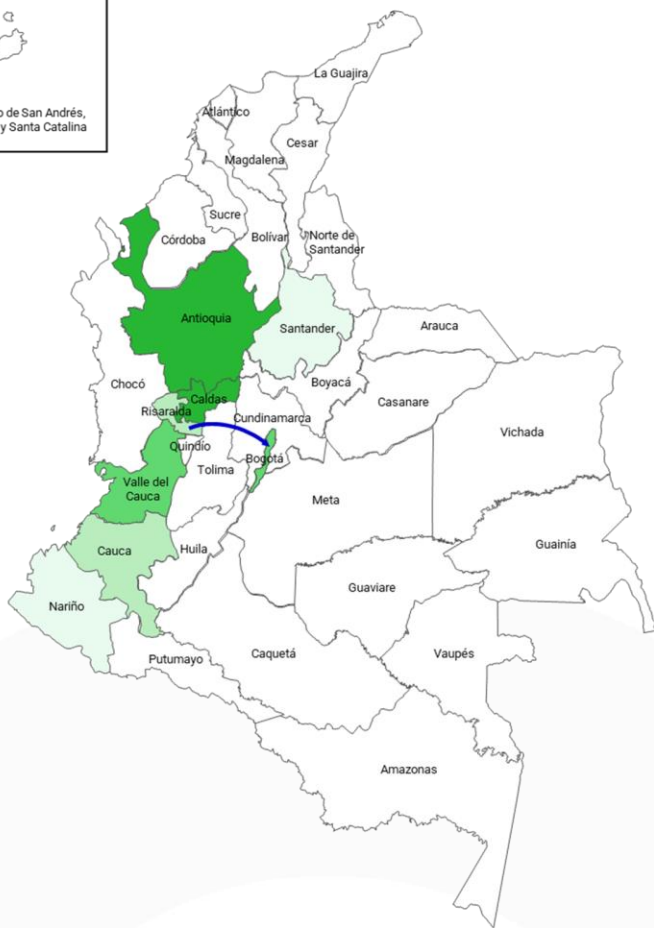 o de San Andrés,
y Santa Catalina
La Guajira
Atlántico
Cesar
Magdalena
Sucre
Córdoba
Bolívar
Norte de
Santander
Antioquia
Santander
Arauca
Chocó
Boyacá
Caldas
Casanare
Risaralda
Cundinamarca
Vichada
Quindío
Bogotá
Tolima
Valle del
Cauca
Meta
Cauca
Huila
Guainía
Guaviare
Nariño
Caquetá
Vaupés
Putumayo
Amazonas